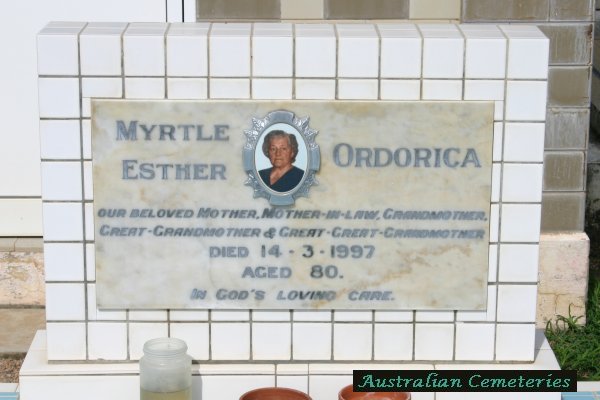 Myrtle
Esther Ordorica
our beloved Mother, Mother-in-law, Grandmother,
Great-Grandmother & Great-Great-Grandmother
died 14-3-1997
aged 80.
In God's loving care.
Australian Cemeteries